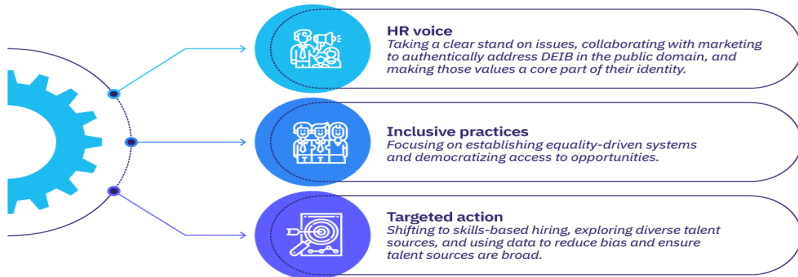 HR voice
Taking a clear stand on issues, collaborating with marketing
to authentically address DEIB in the public domain, and
making those values a core part of their identity.
Inclusive practices
Focusing on establishing equality-driven systems
and democratizing access to opportunities.
Targeted action
Shifting to skills-based hiring, exploring diverse talent
sources, and using data to reduce bias and ensure
talent sources are broad.